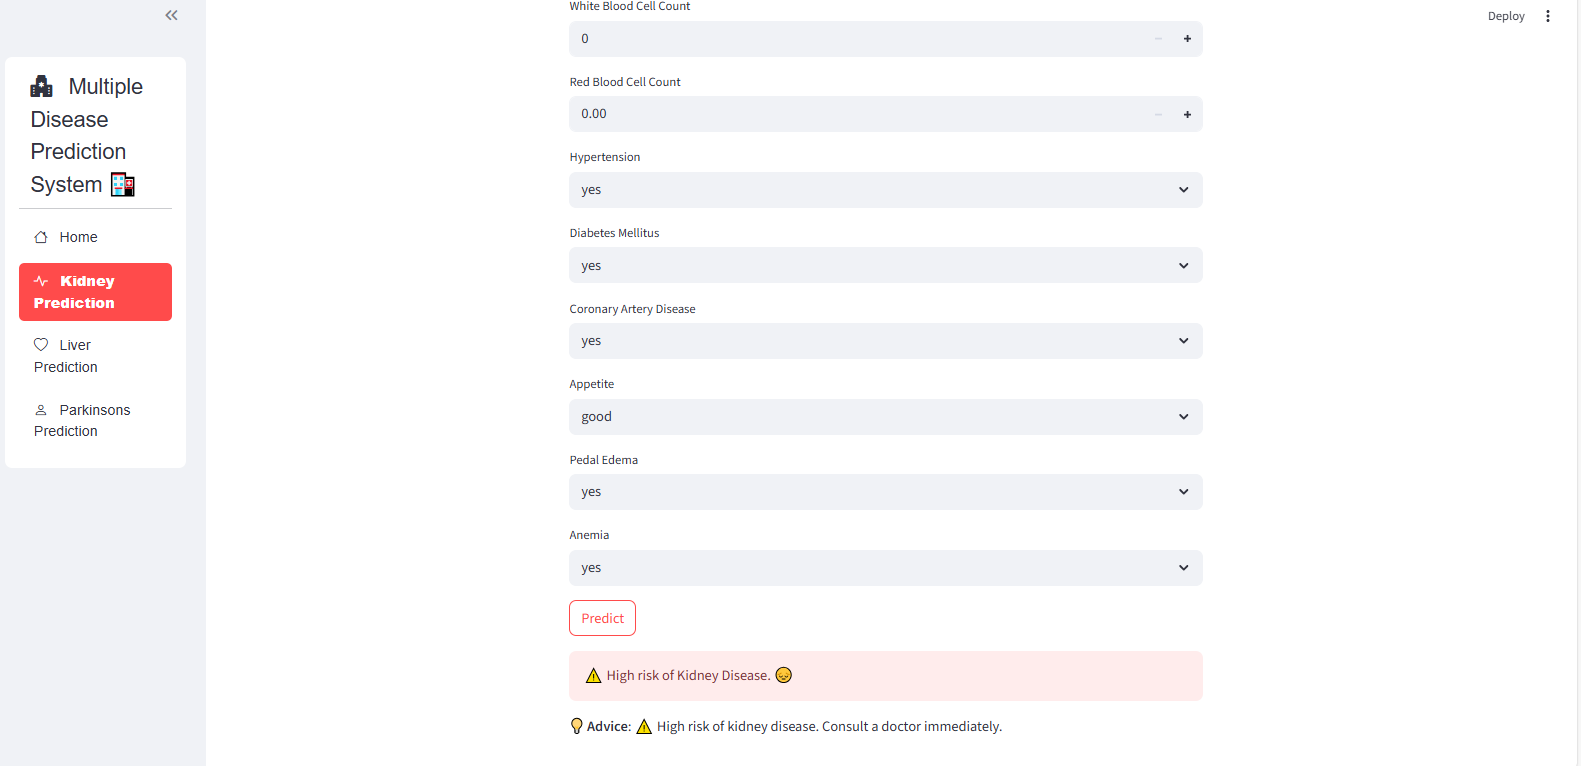 Multiple
Disease
Prediction
System
Home
Kidney
Prediction
Liver
Prediction
Parkinsons
Prediction
Deploy
White Blood Cell Count
0
Red Blood Cell Count
0.00
Hypertension
yes
Diabetes Mellitus
yes
Coronary Artery Disease
yes
Appetite
good
Pedal Edema
yes
Anemia
yes
Predict
⚠️ High risk of Kidney Disease. 😞
💡 Advice: ⚠️ High risk of kidney disease. Consult a doctor immediately.